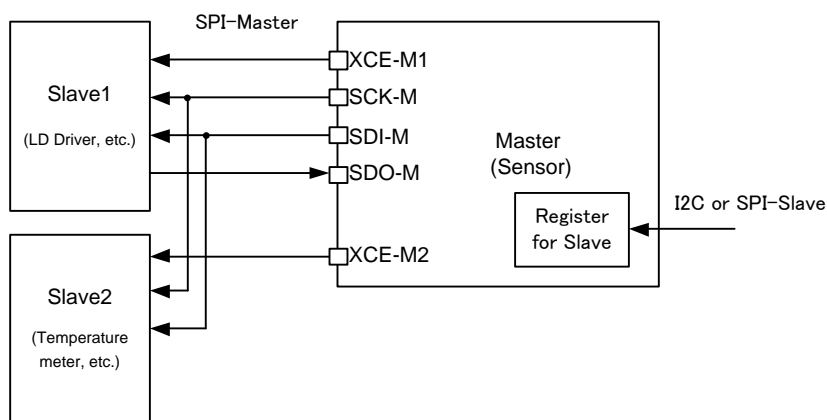 SPI-Master
Slave1
(LD Driver, etc.)
XCE-M1
SCK-M
SDI-M
SDO-M
XCE-M2
Master
(Sensor)
Register
for Slave
I2C or SPI-Slave
Slave2
(Temperature
meter, etc.)